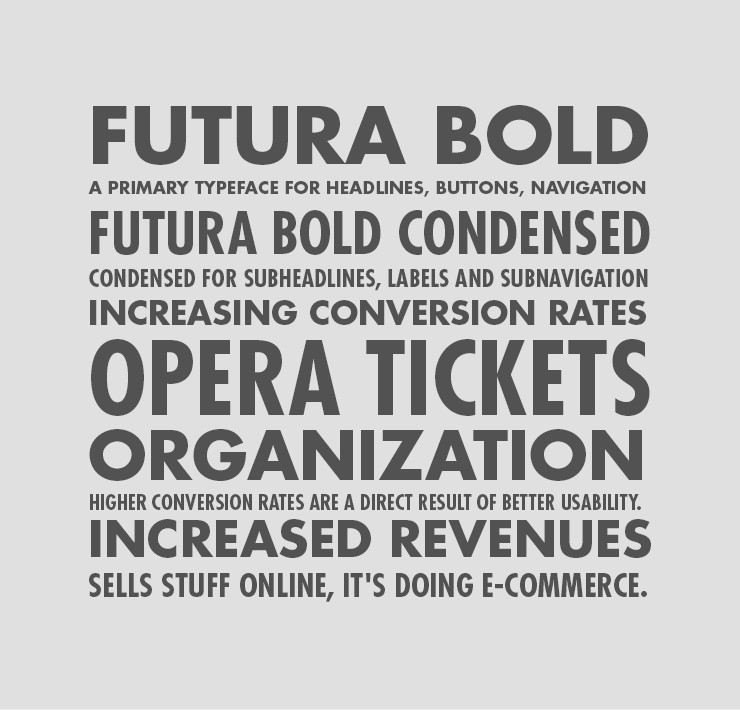 FUTURA BOLD
A PRIMARY TYPEFACE FOR HEADLINES, BUTTONS, NAVIGATION
FUTURA BOLD CONDENSED
CONDENSED FOR SUBHEADLINES, LABELS AND SUBNAVIGATION
INCREASING CONVERSION RATES
OPERA TICKETS
ORGANIZATION
HIGHER CONVERSION RATES ARE A DIRECT RESULT OF BETTER USABILITY.
INCREASED REVENUES
SELLS STUFF ONLINE, IT'S DOING E-COMMERCE.